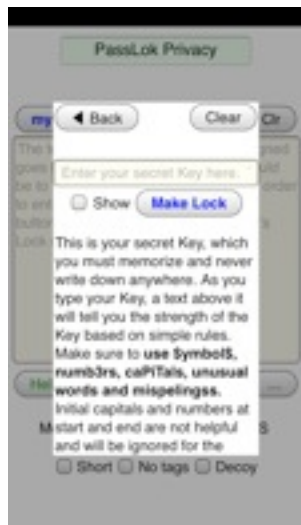 PassLok Privacy
my ◀ Back Clear Clr
Enter your secret Key here.
Show Make Lock
This is your secret Key, which
you must memorize and never
write down anywhere. As you
type your Key, a text above it
will tell you the strength of the
Key based on simple rules.
Make sure to use $ymbol$,
numb3rs, caPiTals, unusual
words and mispelingss.
Initial capitals and numbers at
start and end are not helpful
and will be ignored for the
Short No tags Decoy